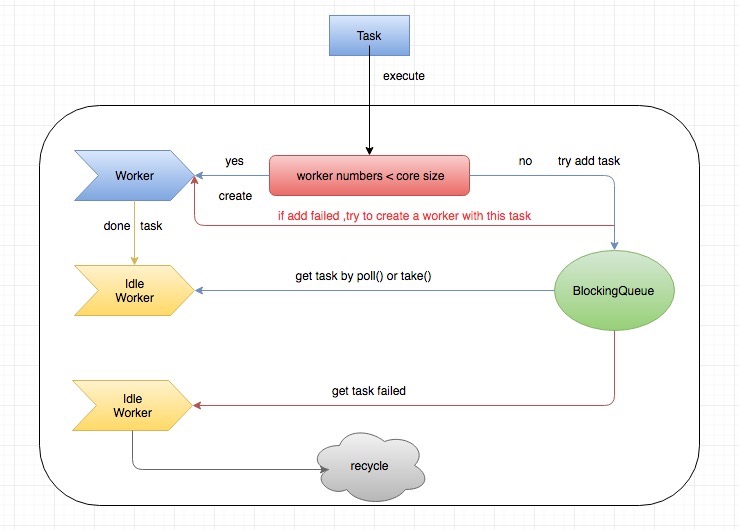 Task
execute
yes
no
try add task
Worker
worker numbers < core size
create
if add failed ,try to create a worker with this task
done
task
get task by poll() or take()
Idle
Worker
BlockingQueue
get task failed
Idle
Worker
recycle